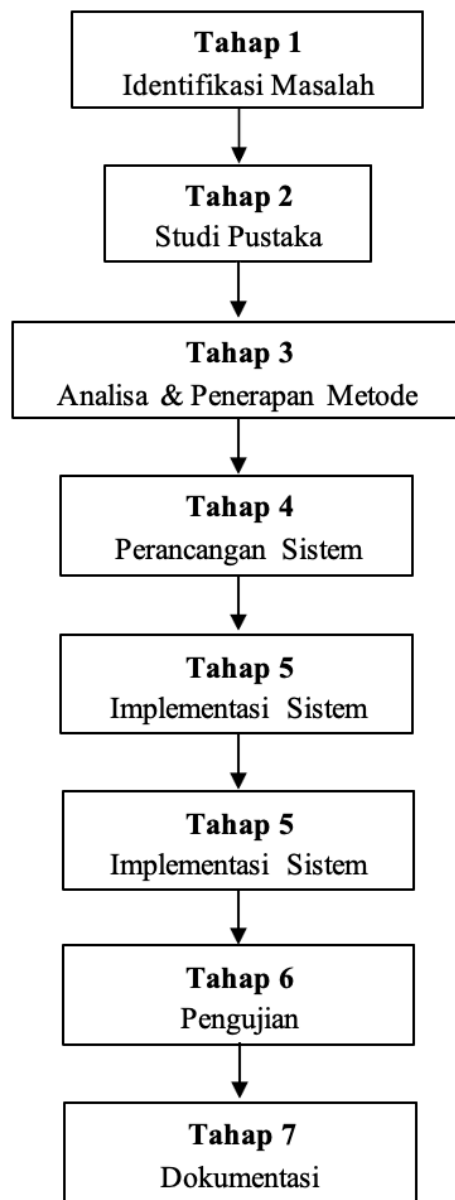 Tahap 1
Identifikasi Masalah
Tahap 2
Studi Pustaka
Tahap 3
Analisa & Penerapan Metode
Tahap 4
Perancangan Sistem
Tahap 5
Implementasi Sistem
Tahap 5
Implementasi Sistem
Tahap 6
Pengujian
Tahap 7
Dokumentasi